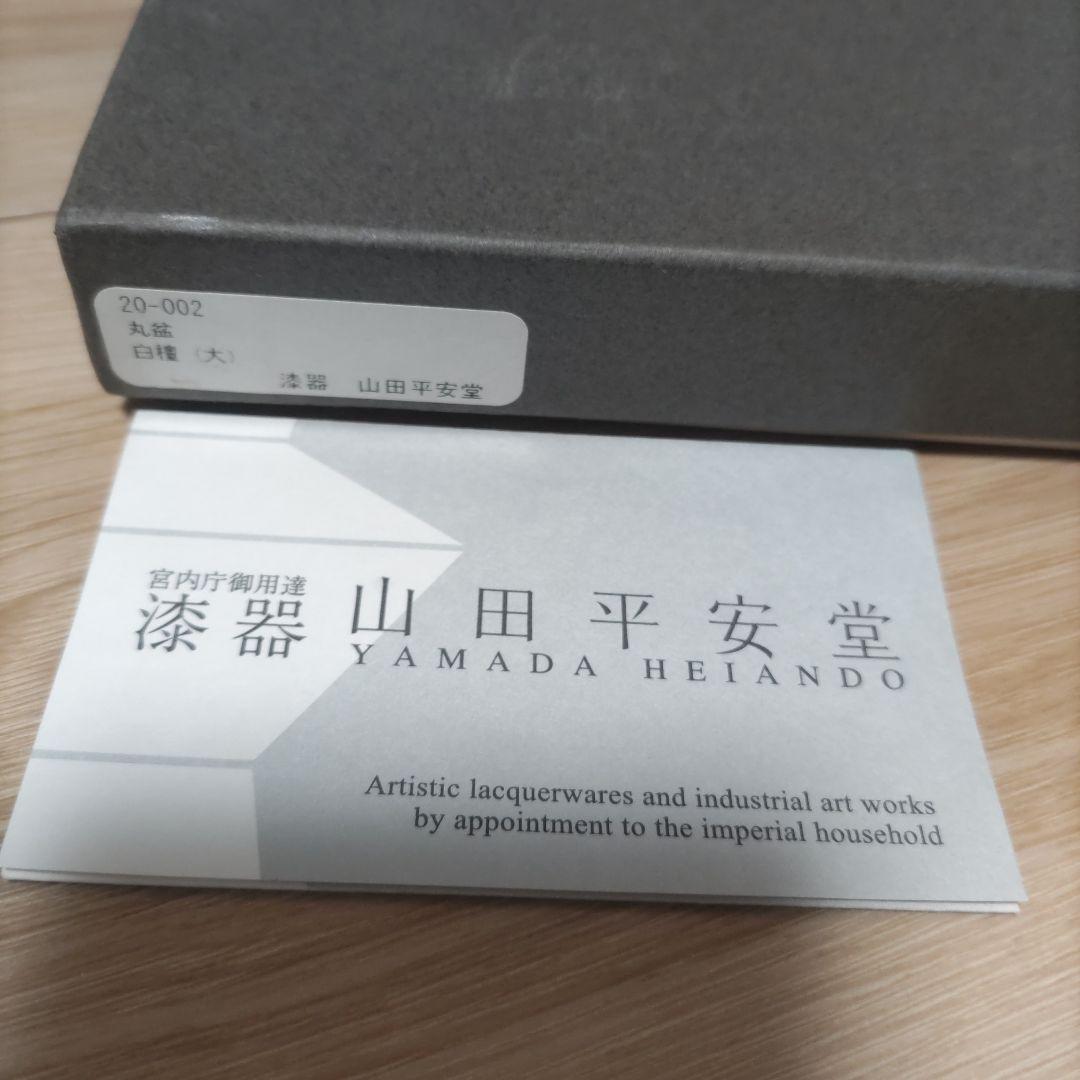 20-002
丸盆
白檀（大）
漆器 山田平安堂
宮内庁御用達
漆器 山田平安堂
YAMADA HEIANDO
Artistic lacquerwares and industrial art works
by appointment to the imperial household